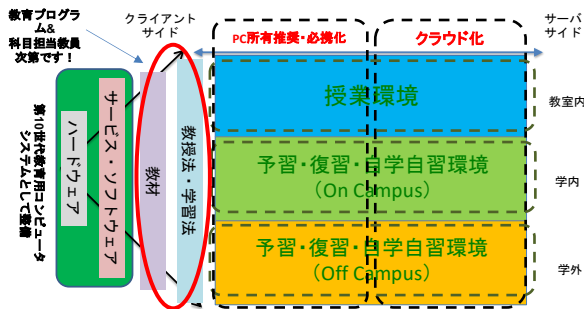 教育プログラ
ム&
科目担当教員
次第です！
クライアント
サイド
PC所有推奨・必携化
クラウド化
サーバ
サイド
第10世代教育用コンピュータ
システムとして整備
ハードウェア
サービス・ソフトウェア
教材
教授法・学習法
授業環境
教室内
予習・復習・自学自習環境
（On Campus）
学内
予習・復習・自学自習環境
（Off Campus）
学外